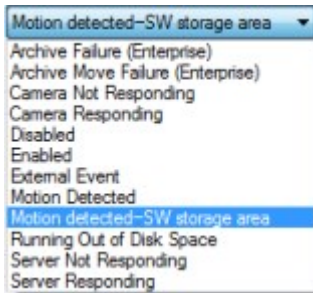 Motion detected-SW storage area
Archive Failure (Enterprise)
Archive Move Failure (Enterprise)
Camera Not Responding
Camera Responding
Disabled
Enabled
External Event
Motion Detected
Motion detected-SW storage area
Running Out of Disk Space
Server Not Responding
Server Responding